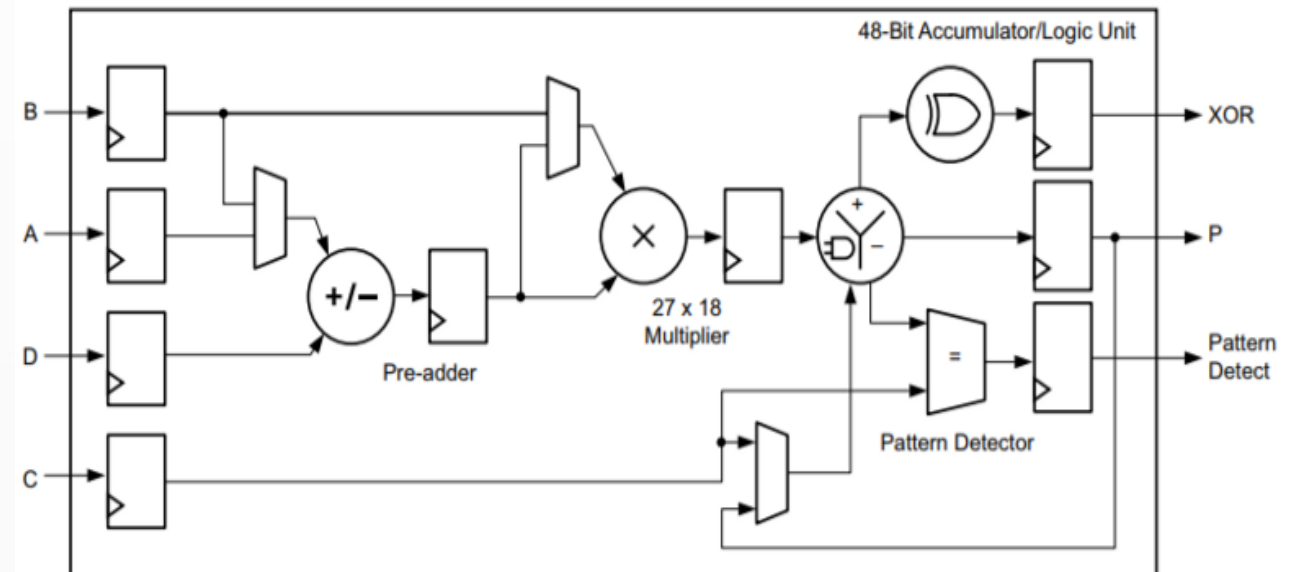 48-Bit Accumulator/Logic Unit
B
XOR
A
+
–
P
+/–
×
27 x 18
Multiplier
D
Pre-adder
=
Pattern
Detect
Pattern Detector
C